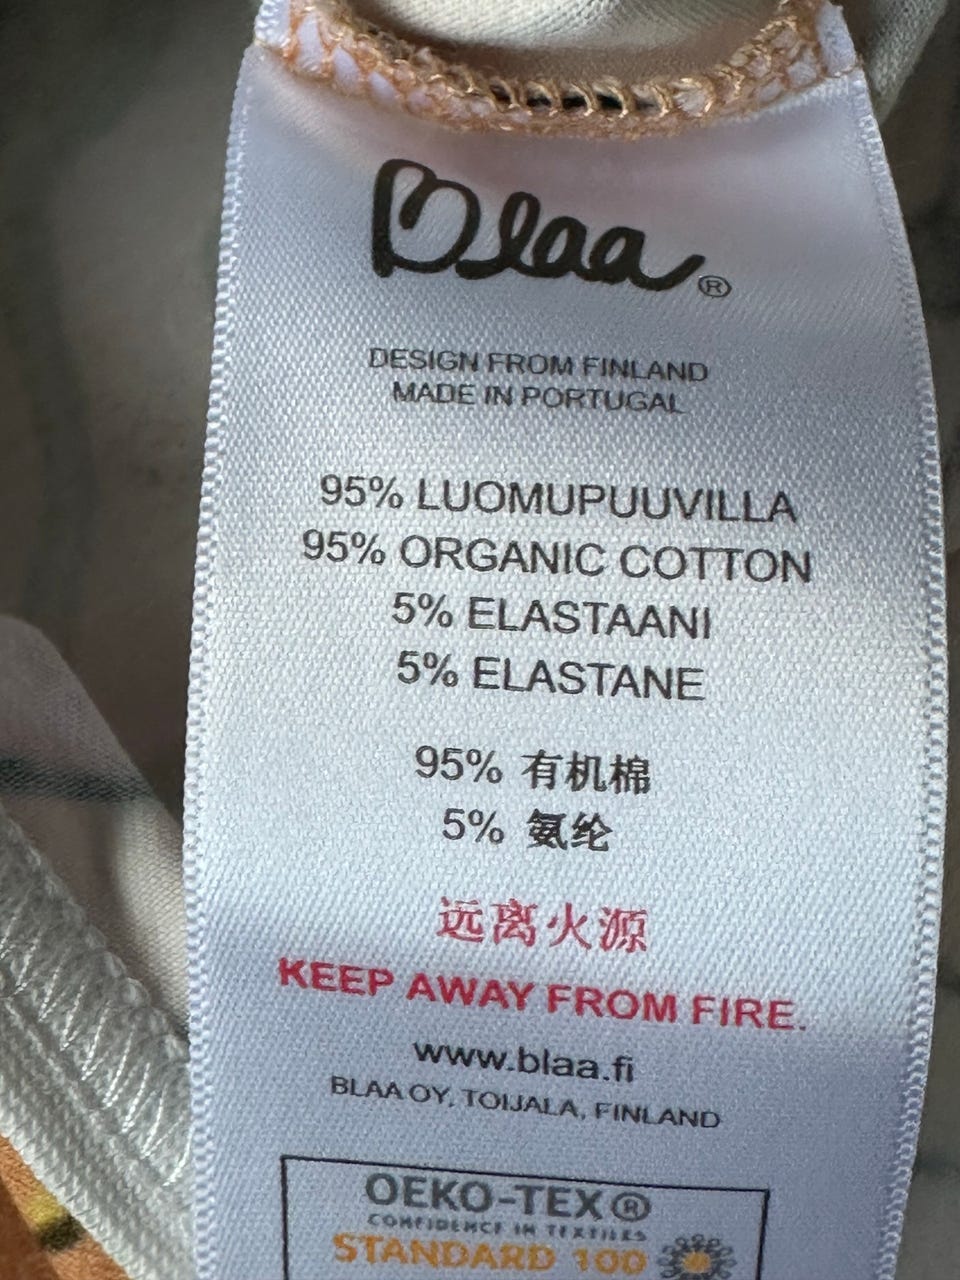 Blaa®
DESIGN FROM FINLAND
MADE IN PORTUGAL
95% LUOMUPUUVILLA
95% ORGANIC COTTON
5% ELASTAANI
5% ELASTANE
95% 有机棉
5% 氨纶
远离火源
KEEP AWAY FROM FIRE.
www.blaa.fi
BLAA OY, TOIJALA, FINLAND
OEKO-TEX®
CONFIDENCE IN TEXTILES
STANDARD 100